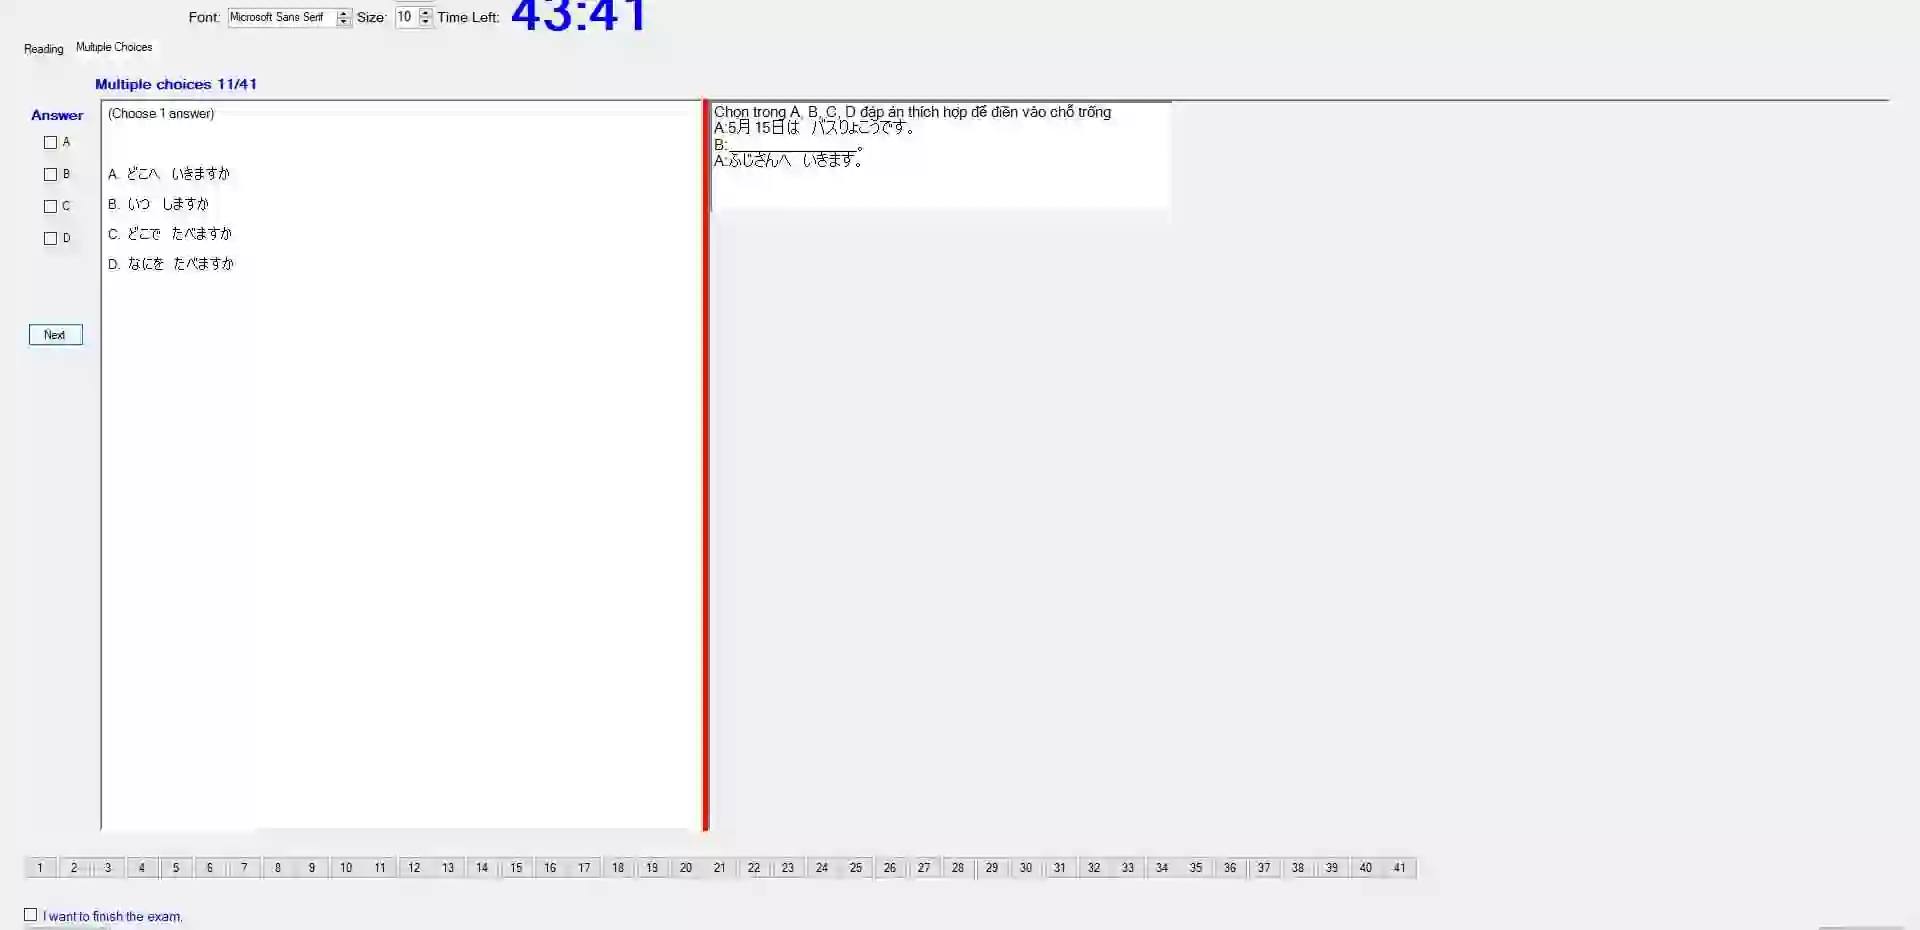 Font: Microsoft Sans Serif Size: 10 Time Left: 43:41
Reading Multiple Choices
Multiple choices 11/41
Answer
A
B
C
D
Next
(Choose 1 answer)
A. どこへ いきますか
B. いつ しますか
C. どこで たべますか
D. なにを たべますか
Chọn trong A, B, C, D đáp án thích hợp để điền vào chỗ trống
A:5月 15日は バスりょこうです。
B:________________。
A:ふじさんへ いきます。
1 2 3 4 5 6 7 8 9 10 11 12 13 14 15 16 17 18 19 20 21 22 23 24 25 26 27 28 29 30 31 32 33 34 35 36 37 38 39 40 41
I want to finish the exam.